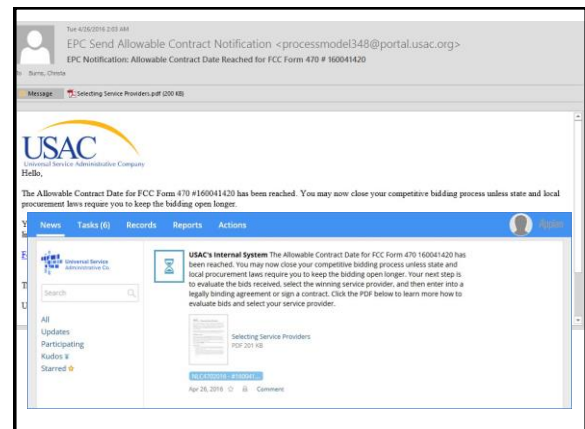 Tue 4/26/2016 2:03 AM
EPC Send Allowable Contract Notification <processmodel348@portal.usac.org>
EPC Notification: Allowable Contract Date Reached for FCC Form 470 # 160041420
To Burns, Christa
Message Selecting Service Providers.pdf (200 KB)
USAC
Universal Service Administrative Company
Hello,
The Allowable Contract Date for FCC Form 470 #160041420 has been reached. You may now close your competitive bidding process unless state and local
procurement laws require you to keep the bidding open longer.
News Tasks (6) Records Reports Actions
Appian
Universal Service
Administrative Co.
Search
All
Updates
Participating
Kudos
Starred
USAC's Internal System The Allowable Contract Date for FCC Form 470 160041420 has
been reached. You may now close your competitive bidding process unless state and
local procurement laws require you to keep the bidding open longer. Your next step is
to evaluate the bids received, select the winning service provider, and then enter into a
legally binding agreement or sign a contract. Click the PDF below to learn more how to
evaluate bids and select your service provider.
Selecting Service Providers
PDF 201 KB
Apr 26, 2016 Comment